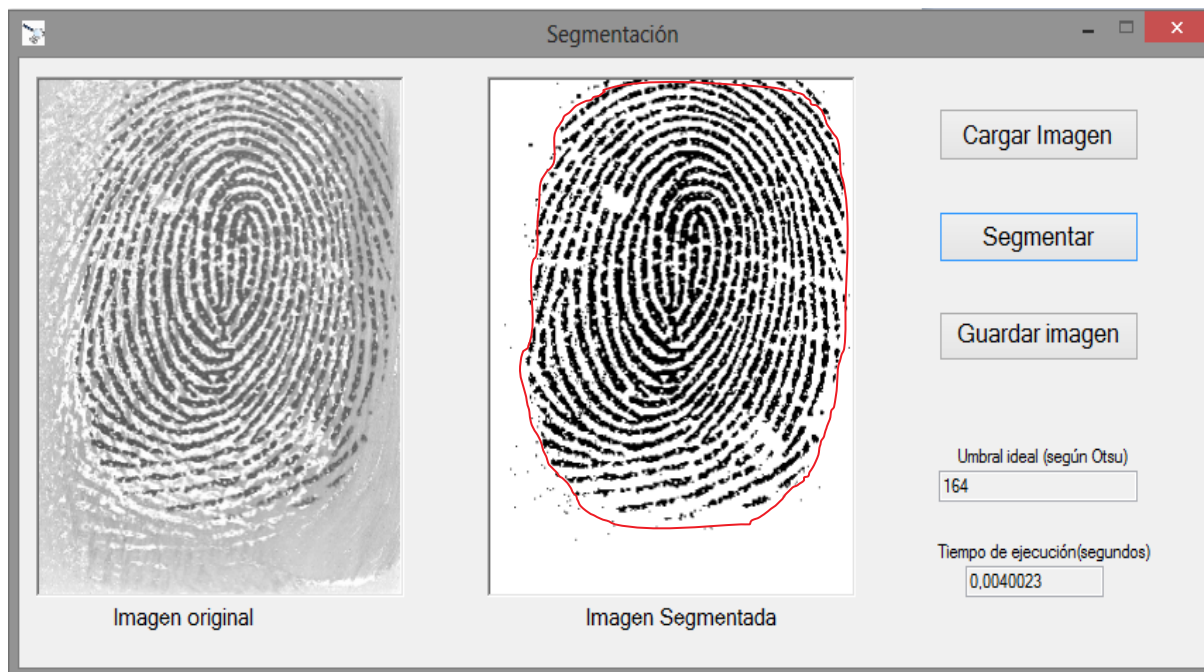 Segmentación
Cargar Imagen
Segmentar
Guardar imagen
Umbral ideal (según Otsu)
164
Tiempo de ejecución(segundos)
0,0040023
Imagen original
Imagen Segmentada